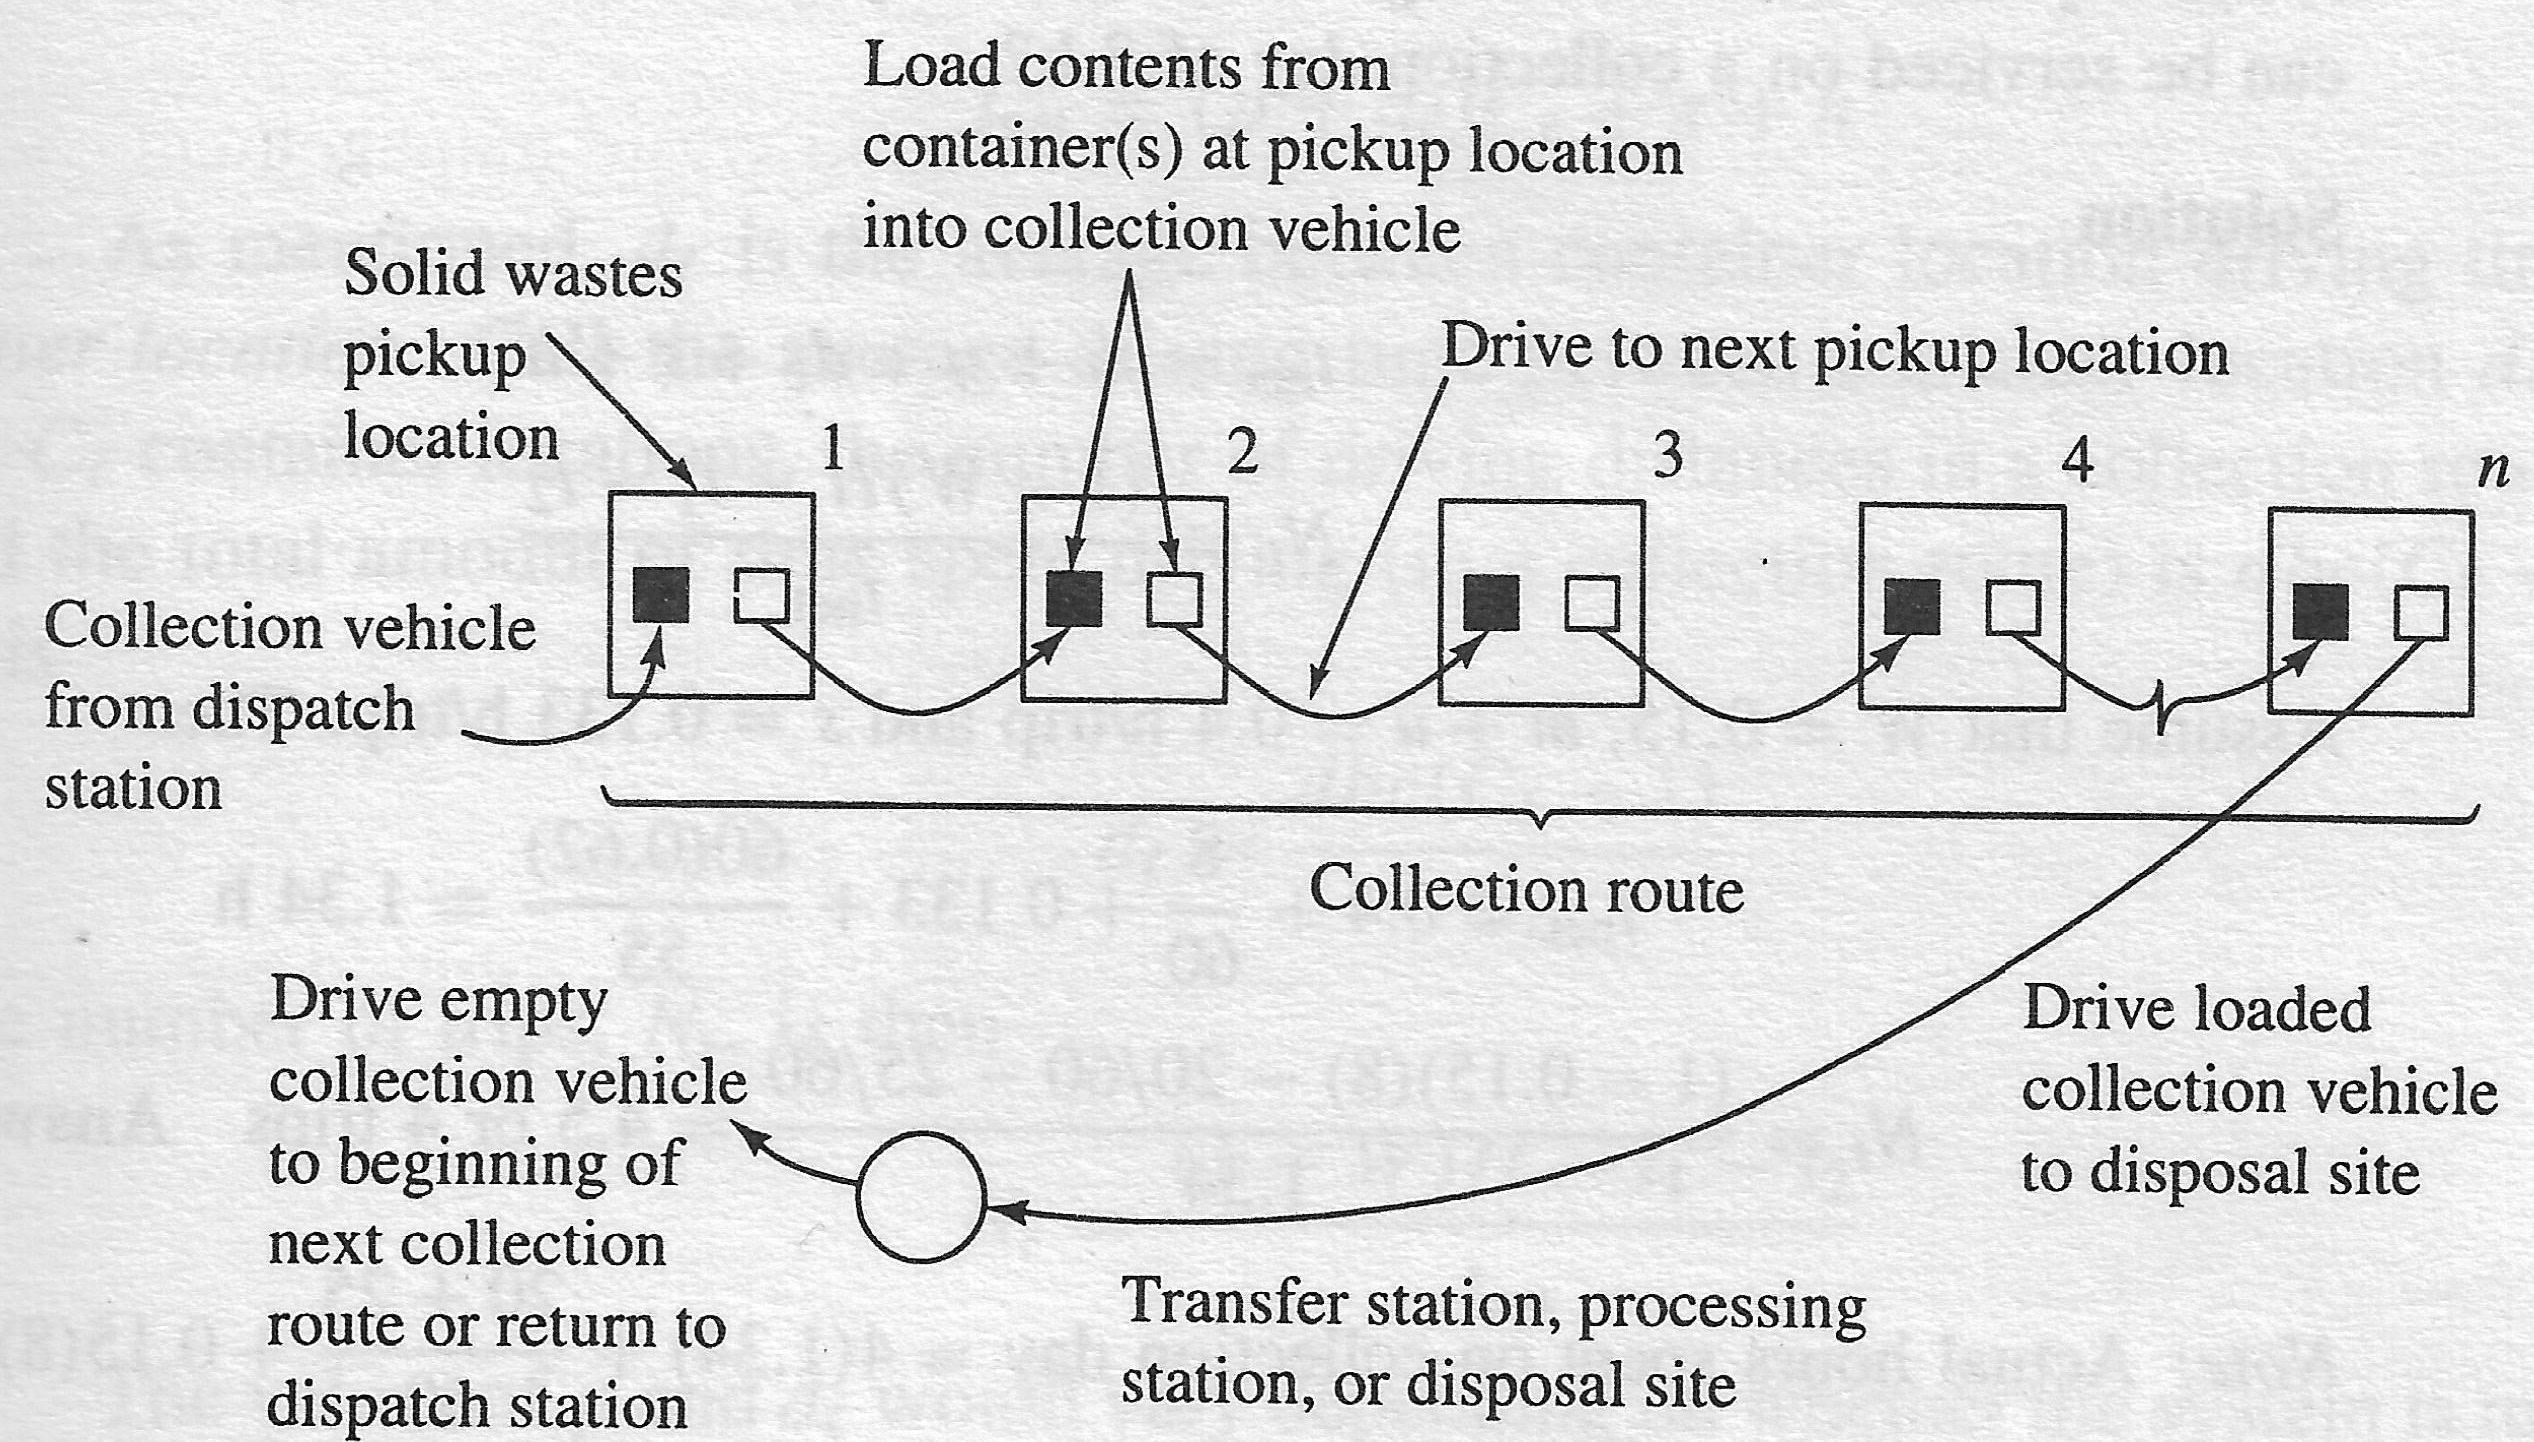 Load contents from
container(s) at pickup location
into collection vehicle
Solid wastes
pickup
location
Drive to next pickup location
1
2
3
4
n
Collection vehicle
from dispatch
station
Collection route
Drive empty
collection vehicle
to beginning of
next collection
route or return to
dispatch station
Drive loaded
collection vehicle
to disposal site
Transfer station, processing
station, or disposal site